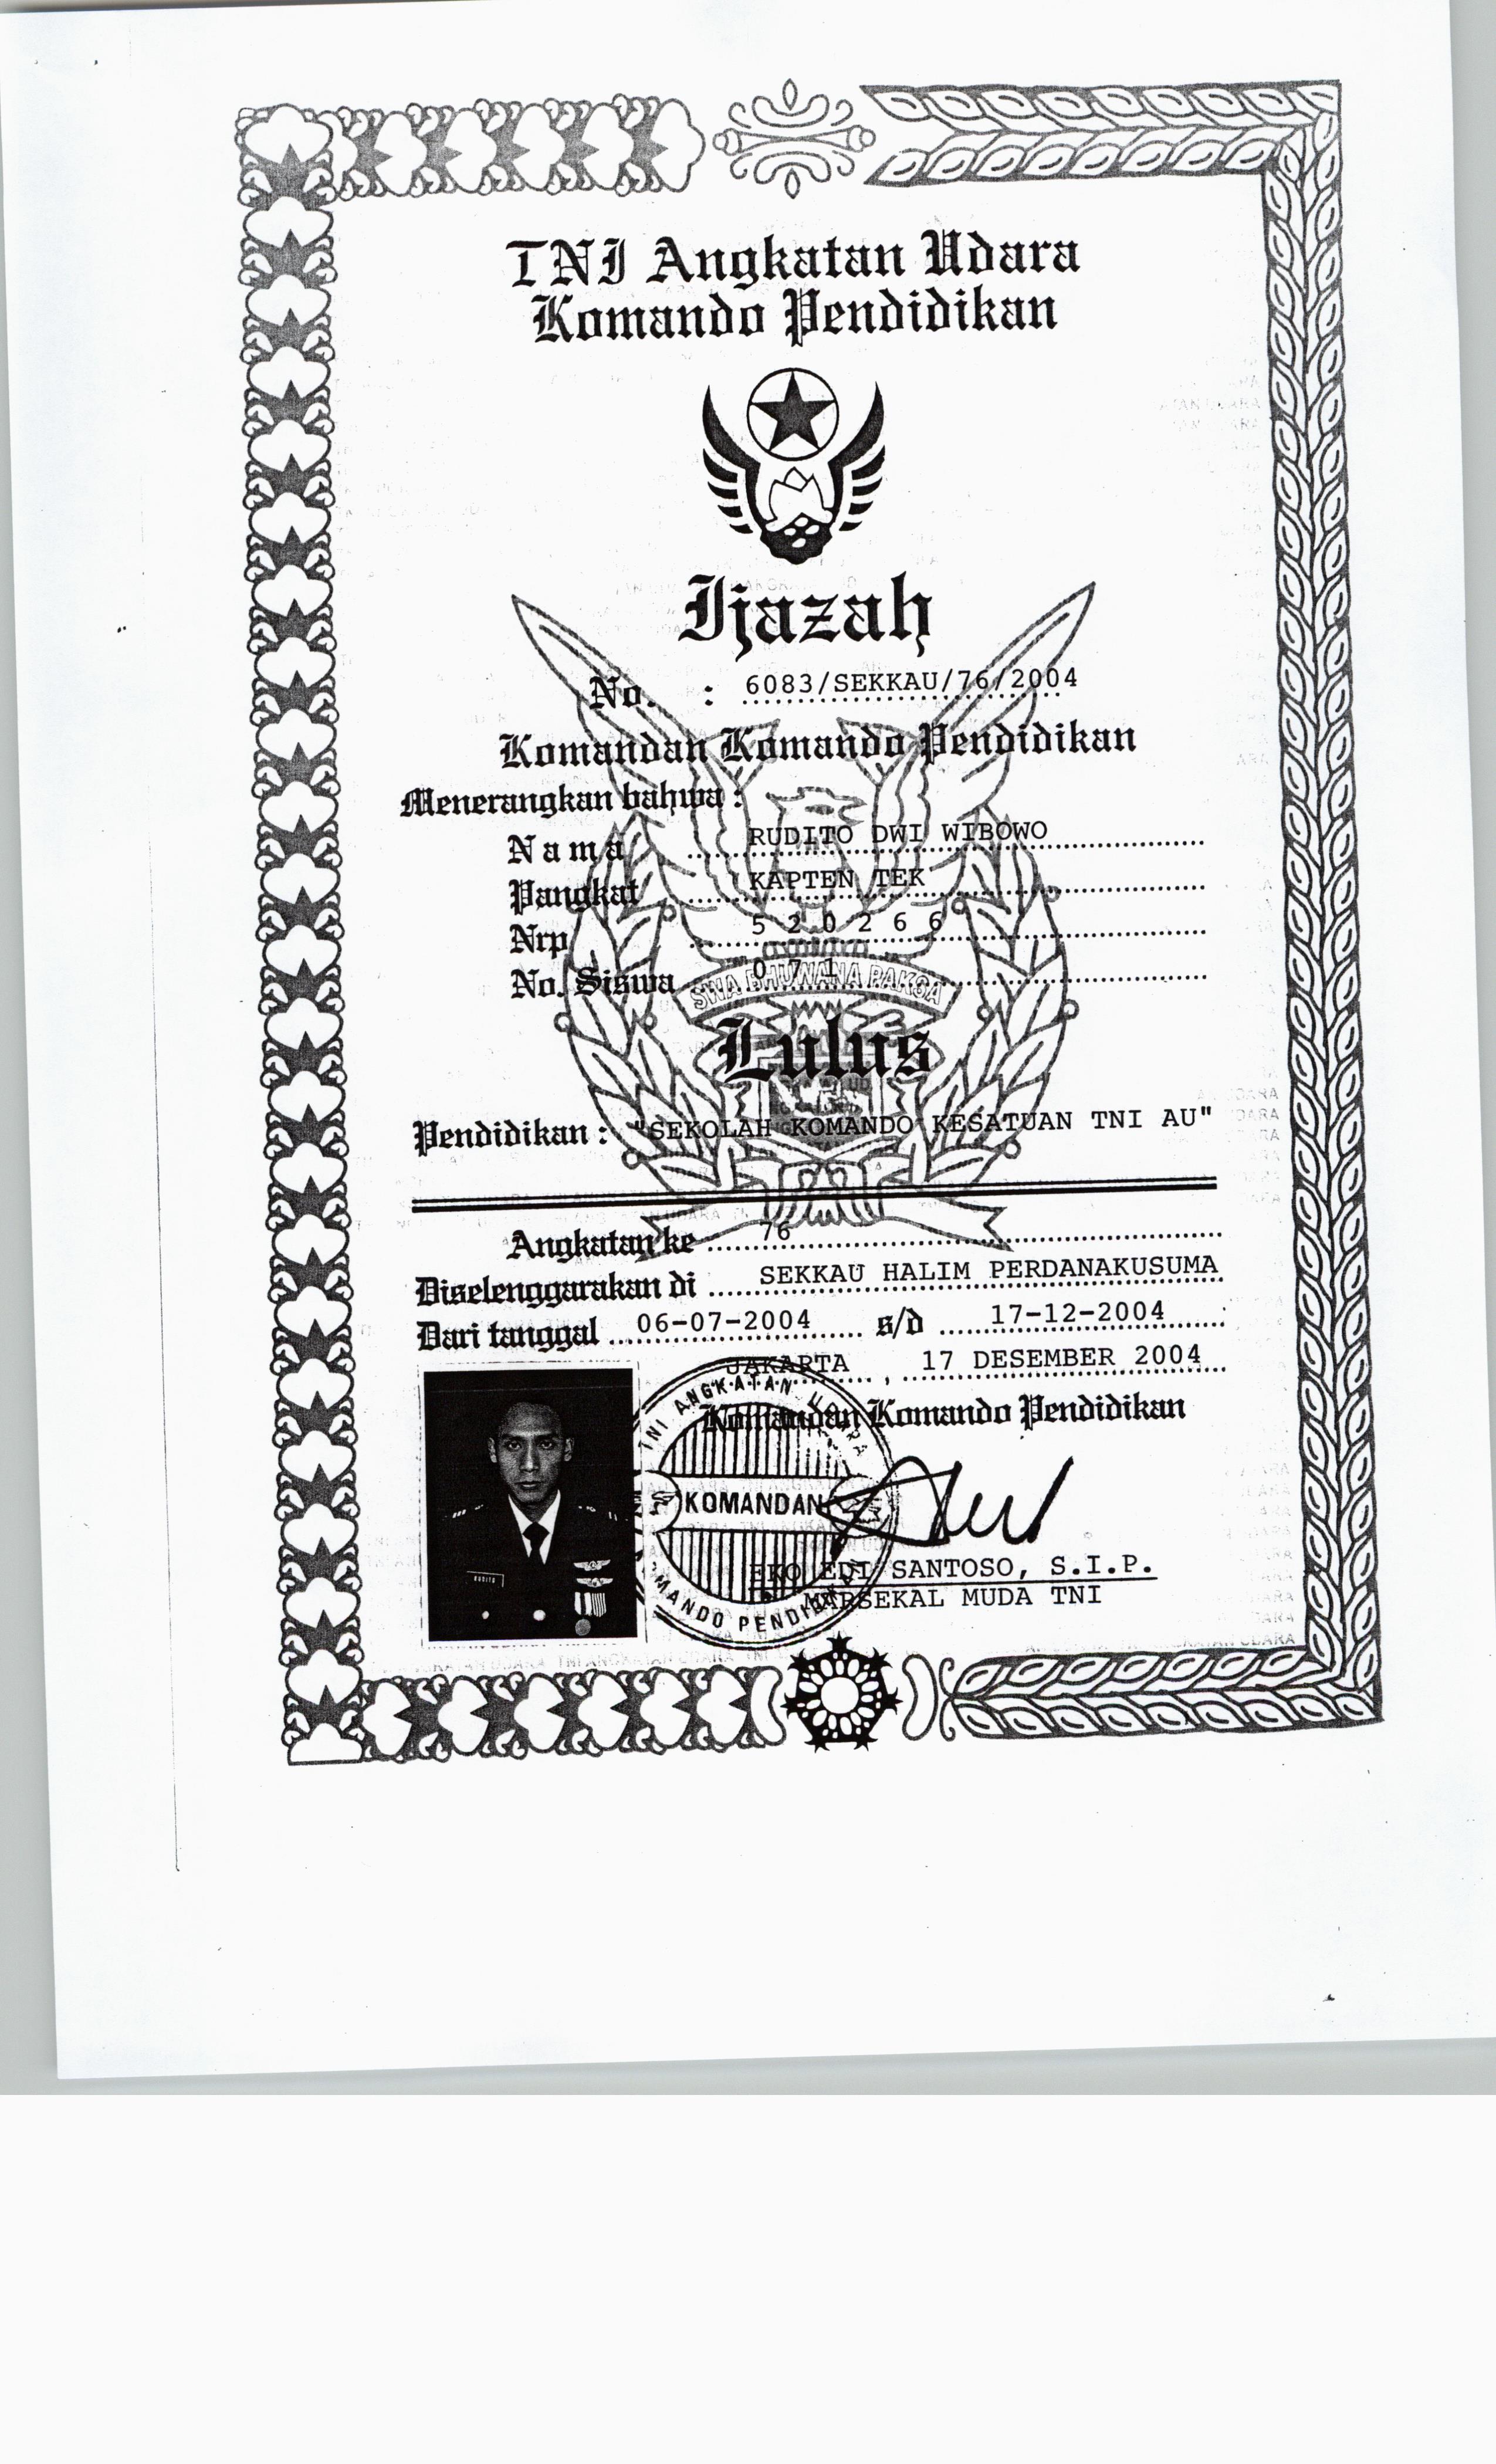 TNI Angkatan Udara
Komando Pendidikan
Ijazah
No. : 6083/SEKKAU/76/2004
Komandan Komando Pendidikan
Menerangkan bahwa :
Nama RUDITO DWI WIBOWO
Pangkat KAPTEN TEK
Nrp 5 2 0 2 6 6
No. Siswa 0 7 1
SWA BHUWANA PAKSA
Lulus
Pendidikan : "SEKOLAH KOMANDO KESATUAN TNI AU"
Angkatan ke 76
Diselenggarakan di SEKKAU HALIM PERDANAKUSUMA
Dari tanggal 06-07-2004 s/d 17-12-2004
JAKARTA , 17 DESEMBER 2004
Komandan Komando Pendidikan
TNI ANGKATAN UDARA
KOMANDAN
KOMANDO PENDIDIKAN
RUDITO
EKO EDI SANTOSO, S.I.P.
MARSEKAL MUDA TNI